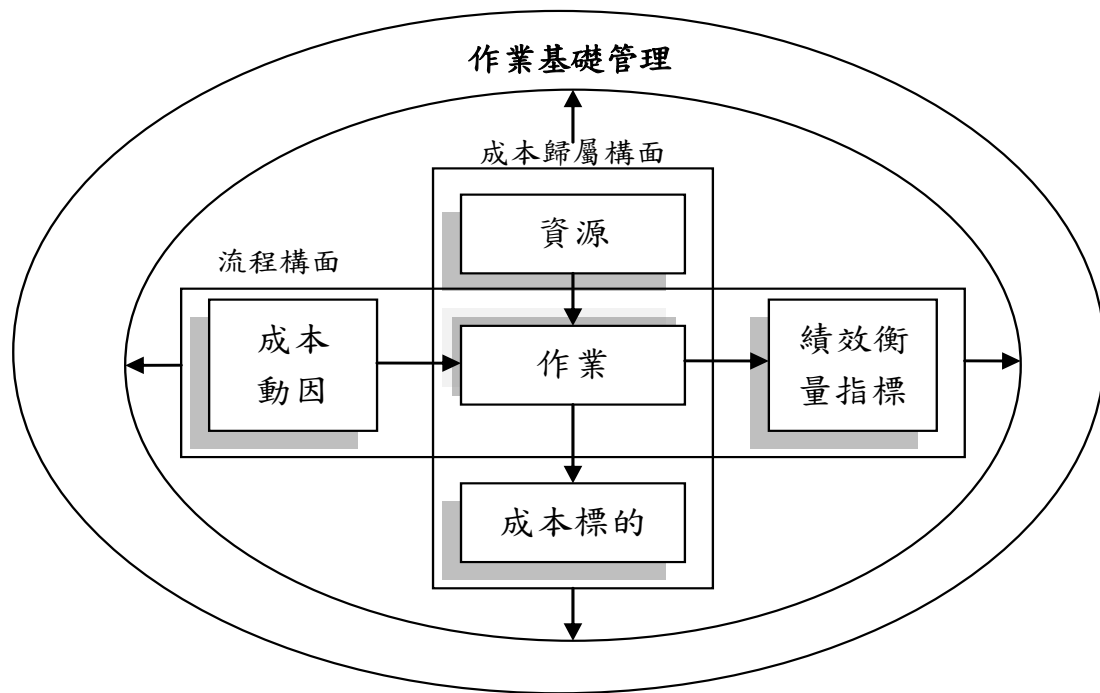 作業基礎管理
成本歸屬構面
資源
流程構面
成本
動因
作業
績效衡
量指標
成本標的